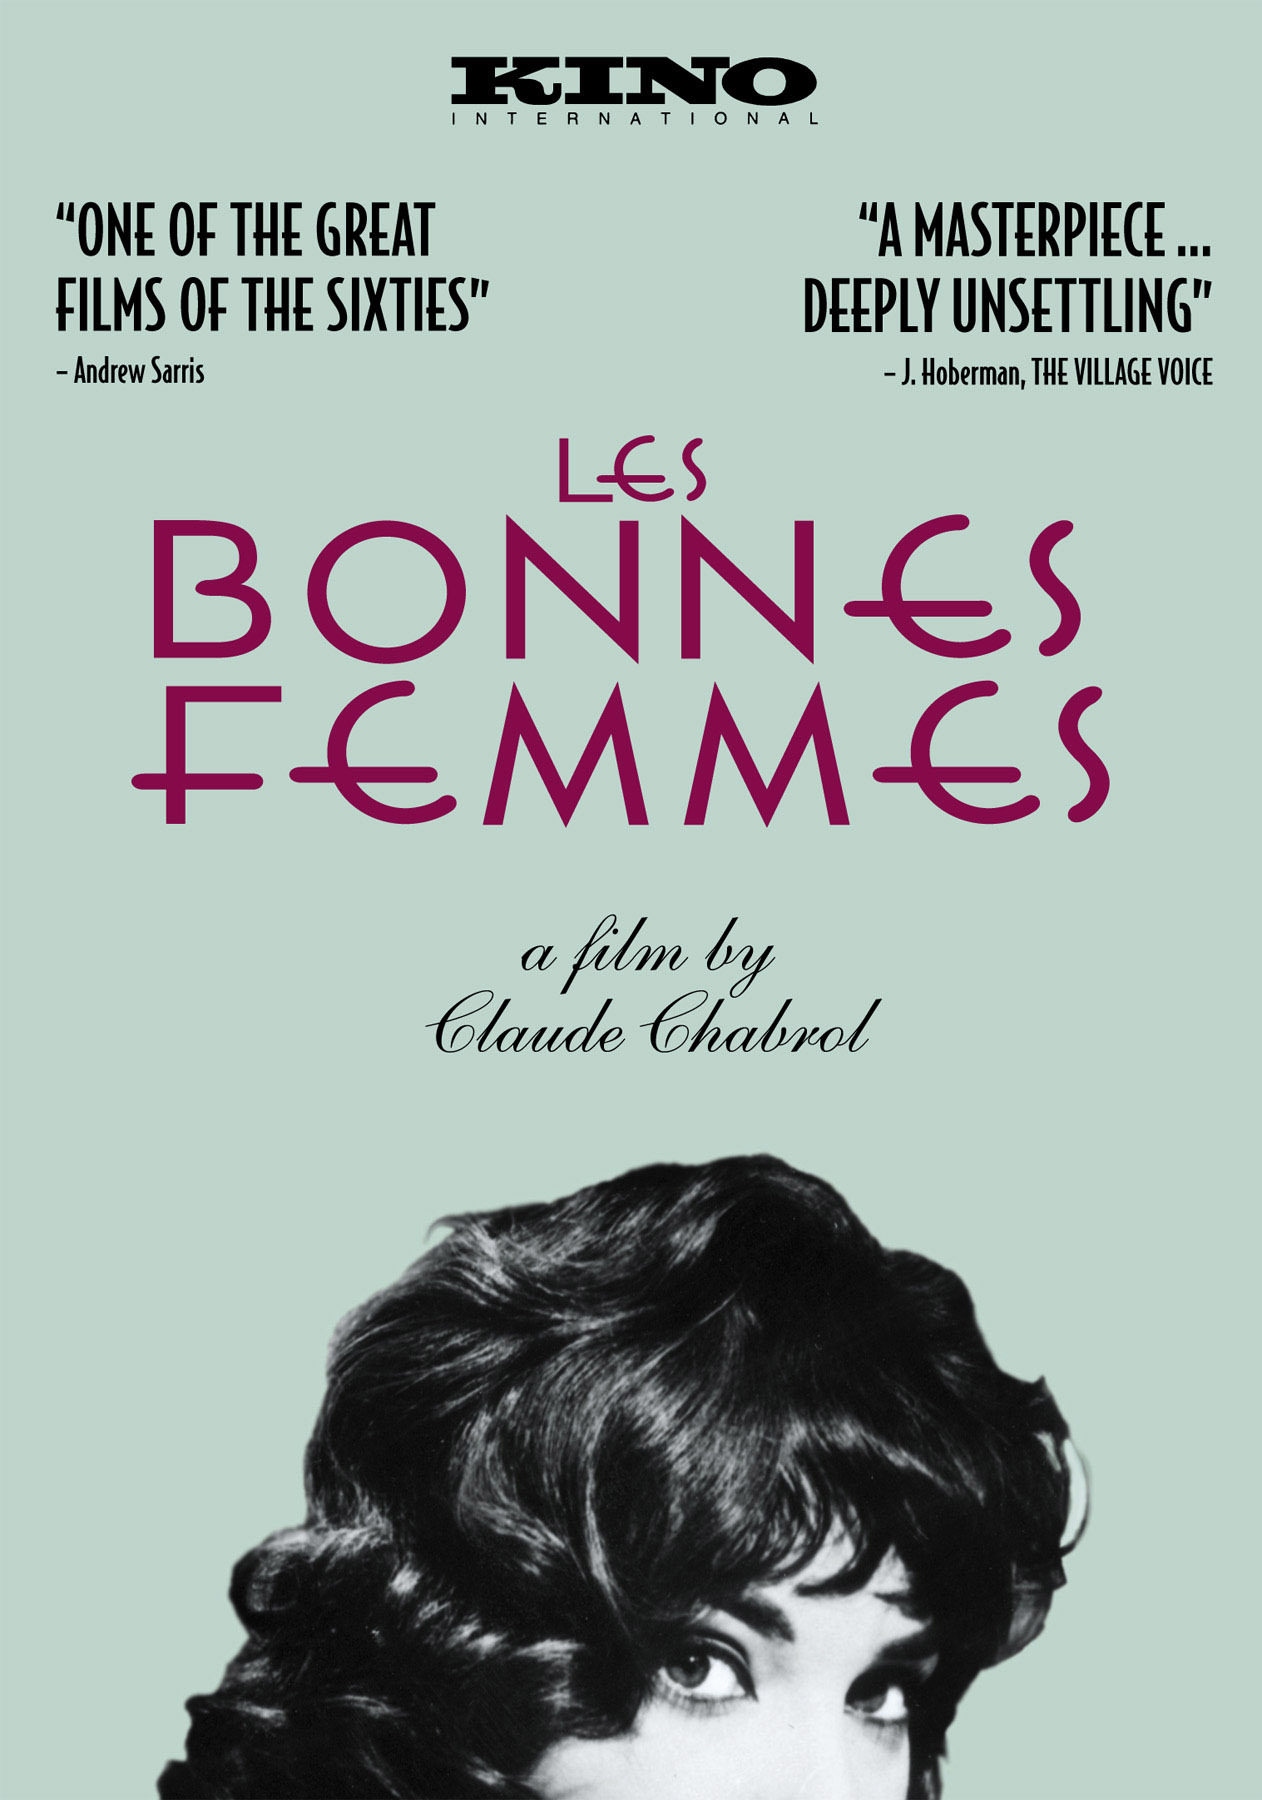 KINO
INTERNATIONAL
“ONE OF THE GREAT
FILMS OF THE SIXTIES”
– Andrew Sarris
“A MASTERPIECE ...
DEEPLY UNSETTLING”
– J. Hoberman, THE VILLAGE VOICE
LES
BONNES
FEMMES
a film by
Claude Chabrol